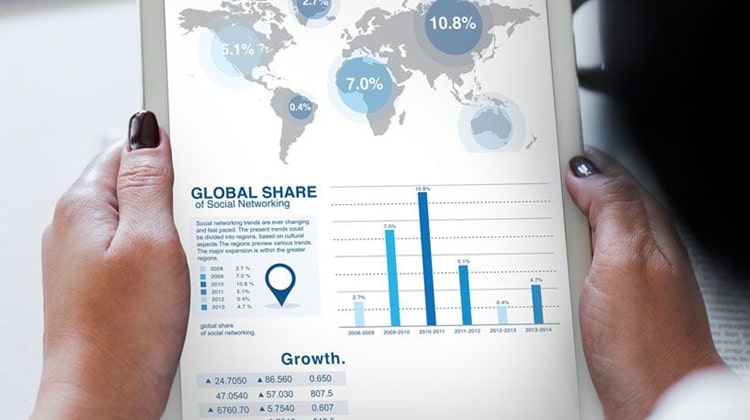 2.7%
10.8%
5.1%
7.0%
0.4%
GLOBAL SHARE
of Social Networking
Social networking trends are ever changing
and fast paced. The present trends could
be divided into regions, based on cultural
aspects.The regions preview various trends.
The major expansion is within the greater
regions.
2008 2.7 %
2009 7.0 %
2010 10.8 %
2011 5.1 %
2012 0.4 %
2013 4.7 %
global share
of social networking.
2.7%
7.0%
10.8%
5.1%
0.4%
4.7%
2008-2009
2009-2010
2010-2011
2011-2012
2012-2013
2013-2014
Growth.
▲ 24.7050 ▲ 86.560 0.650
47.0540 ▲ 57.030 807.5
▲ 6760.70 ▲ 5.7540 0.607